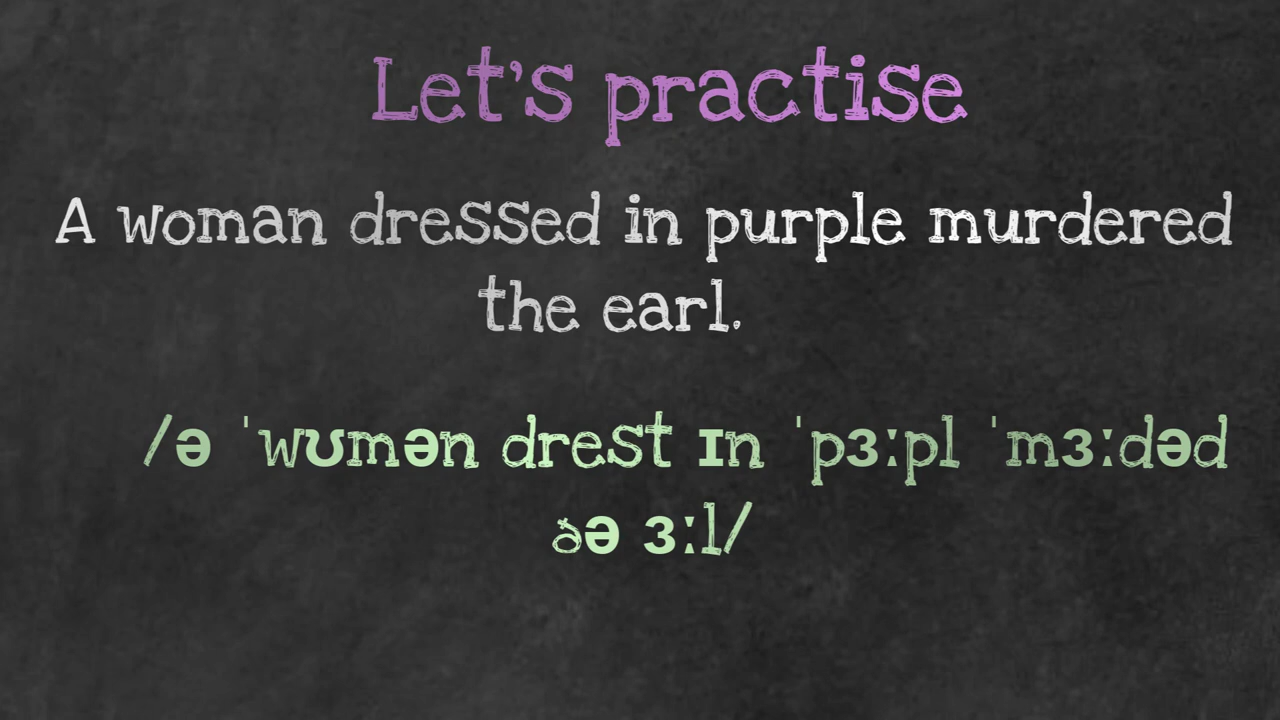 Let's practise
A woman dressed in purple murdered
the earl.
/ə ˈwʊmən drest ɪn ˈpɜːpl ˈmɜːdəd
ðə ɜːl/